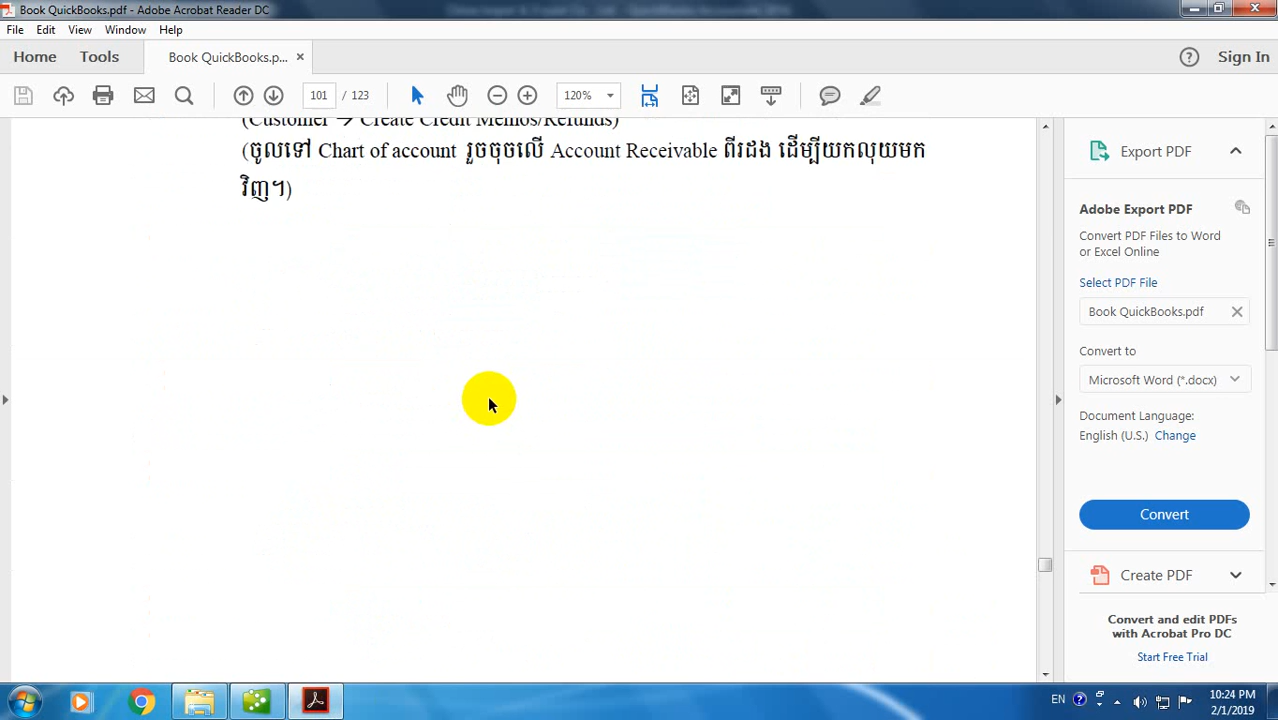 Book QuickBooks.pdf - Adobe Acrobat Reader DC
File Edit View Window Help
Home Tools Book QuickBooks.p... × Sign In
101 / 123 120%
(Customer → Create Credit Memos/Refunds)
(ចូលទៅ Chart of account រួចចុចលើ Account Receivable ពីរដង ដើម្បីយកលុយមក
វិញ។)
Export PDF
Adobe Export PDF
Convert PDF Files to Word
or Excel Online
Select PDF File
Book QuickBooks.pdf
Convert to
Microsoft Word (*.docx)
Document Language:
English (U.S.) Change
Convert
Create PDF
Convert and edit PDFs
with Acrobat Pro DC
Start Free Trial
EN
10:24 PM
2/1/2019